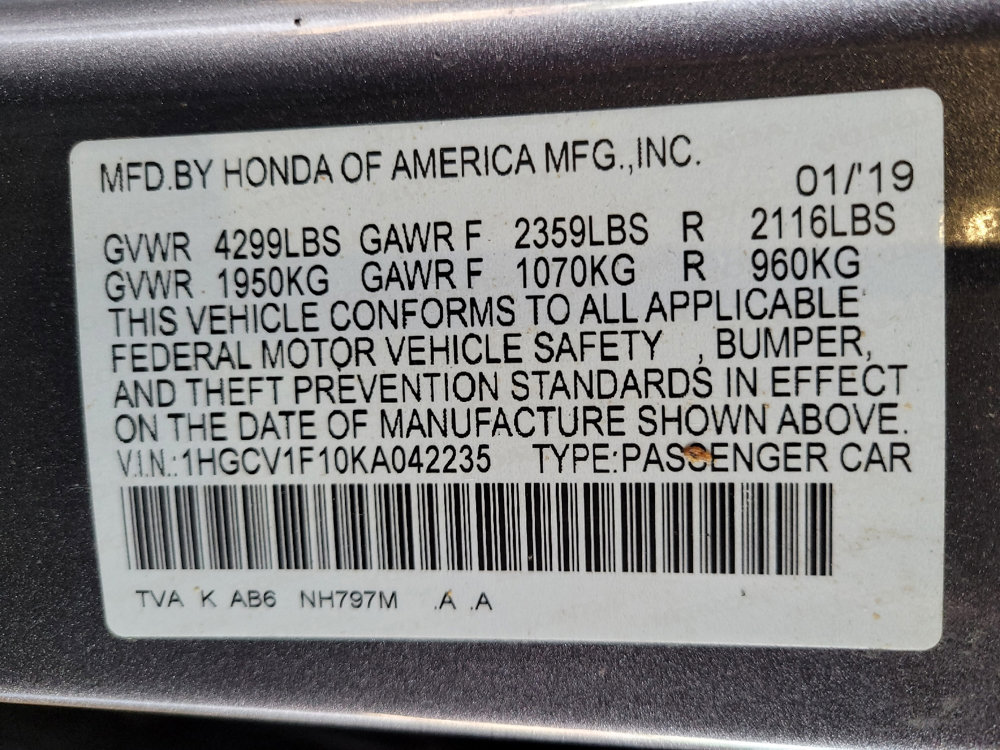 MFD.BY HONDA OF AMERICA MFG.,INC.
01/'19
GVWR 4299LBS GAWR F 2359LBS R 2116LBS
GVWR 1950KG GAWR F 1070KG R 960KG
THIS VEHICLE CONFORMS TO ALL APPLICABLE
FEDERAL MOTOR VEHICLE SAFETY , BUMPER,
AND THEFT PREVENTION STANDARDS IN EFFECT
ON THE DATE OF MANUFACTURE SHOWN ABOVE.
V.I.N.:1HGCV1F10KA042235 TYPE:PASSENGER CAR
TVA K AB6 NH797M .A .A